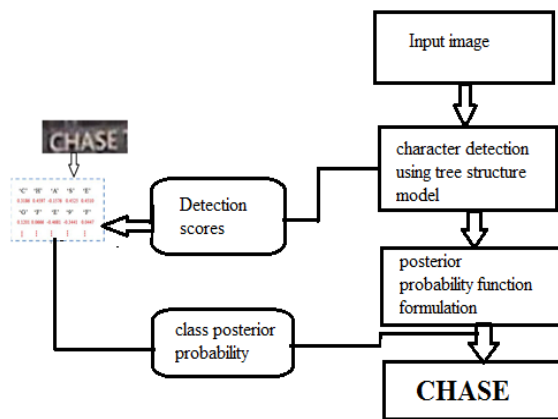 Input image
character detection
using tree structure
model
CHASE
"C" "H" "A" "S" "E"
Detection
scores
posterior
probability function
formulation
class posterior
probability
CHASE